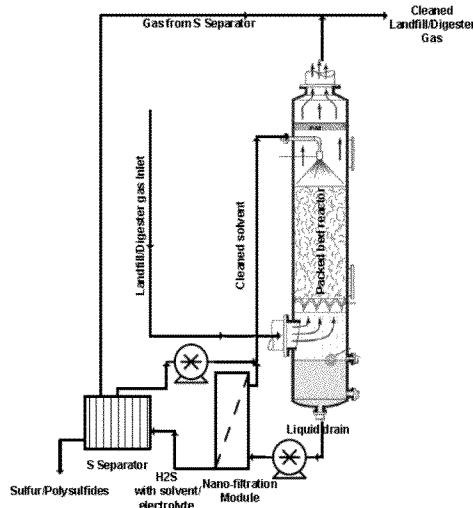 Gas from S Separator
Cleaned
Landfill/Digester
Gas
Landfill/Digester gas Inlet
Cleaned solvent
Packed bed reactor
Liquid drain
S Separator
Sulfur/Polysulfides
H2S
with solvent/
electrolyte
Nano-filtration
Module